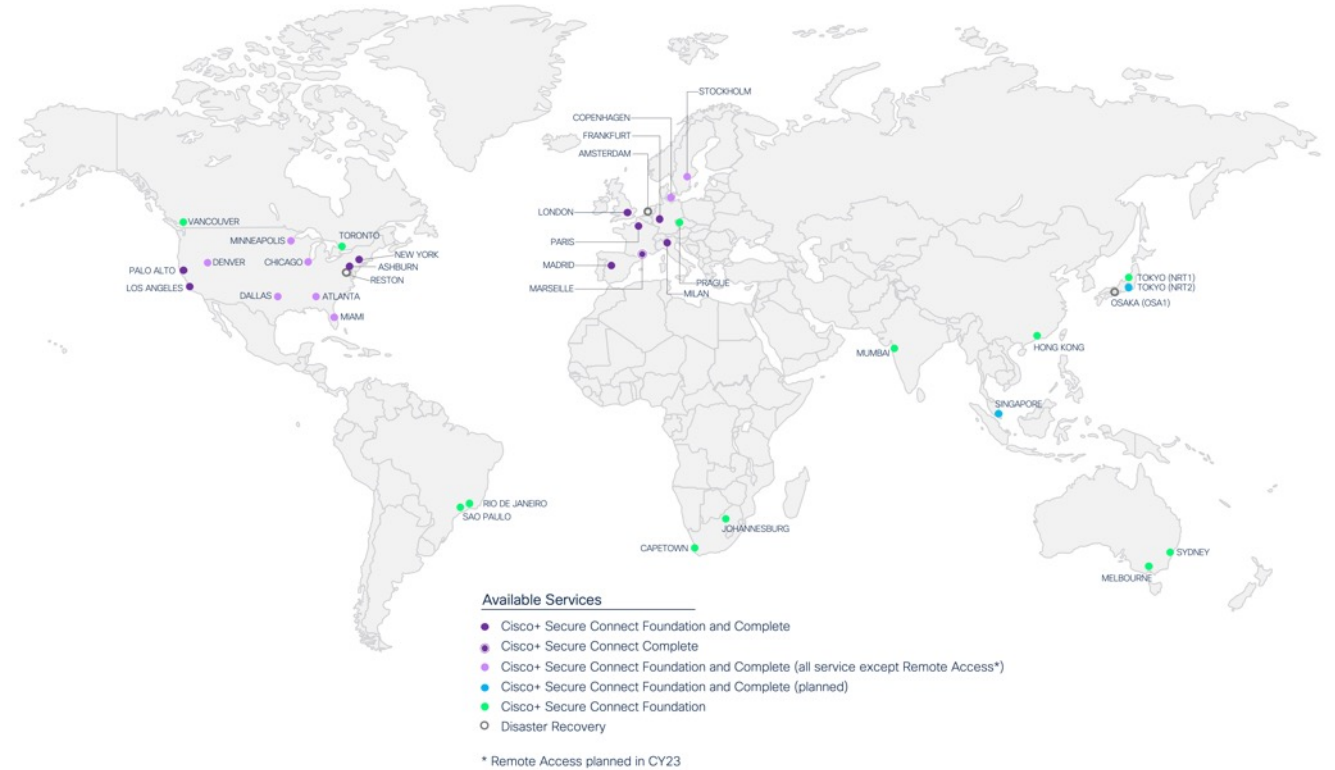 STOCKHOLM
COPENHAGEN
FRANKFURT
AMSTERDAM
LONDON
PARIS
MADRID
MARSEILLE
PRAGUE
MILAN
VANCOUVER
TORONTO
MINNEAPOLIS
NEW YORK
DENVER
CHICAGO
ASHBURN
PALO ALTO
RESTON
LOS ANGELES
DALLAS
ATLANTA
MIAMI
TOKYO (NRT1)
TOKYO (NRT2)
OSAKA (OSA1)
MUMBAI
HONG KONG
SINGAPORE
RIO DE JANEIRO
SAO PAULO
JOHANNESBURG
CAPETOWN
SYDNEY
MELBOURNE
Available Services
Cisco+ Secure Connect Foundation and Complete
Cisco+ Secure Connect Complete
Cisco+ Secure Connect Foundation and Complete (all service except Remote Access*)
Cisco+ Secure Connect Foundation and Complete (planned)
Cisco+ Secure Connect Foundation
Disaster Recovery
* Remote Access planned in CY23